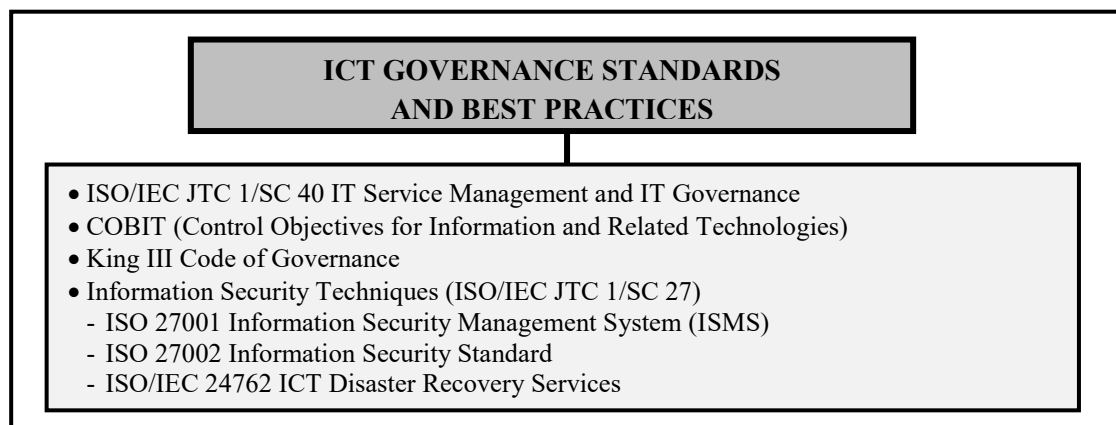 ICT GOVERNANCE STANDARDS
AND BEST PRACTICES
• ISO/IEC JTC 1/SC 40 IT Service Management and IT Governance
• COBIT (Control Objectives for Information and Related Technologies)
• King III Code of Governance
• Information Security Techniques (ISO/IEC JTC 1/SC 27)
- ISO 27001 Information Security Management System (ISMS)
- ISO 27002 Information Security Standard
- ISO/IEC 24762 ICT Disaster Recovery Services